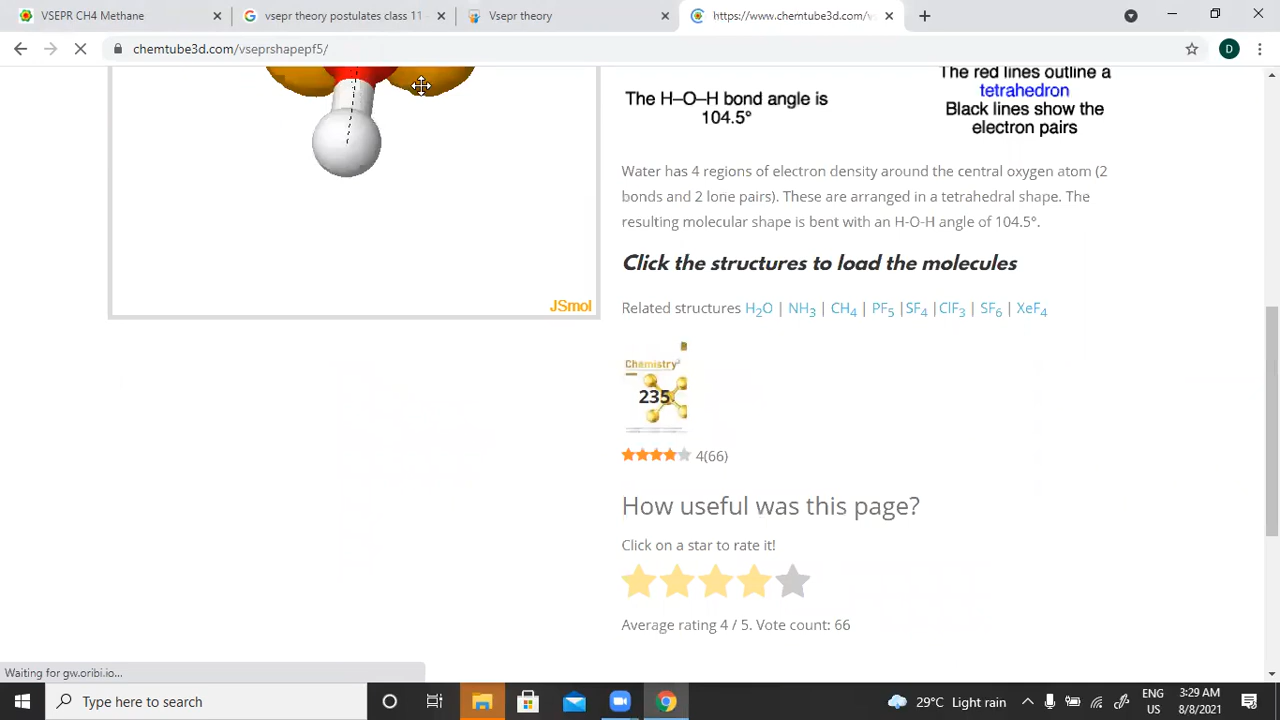 VSEPR CH4 Methane
vsepr theory postulates class 11 -
Vsepr theory
https://www.chemtube3d.com/vs
chemtube3d.com/vseprshapepf5/
D
The red lines outline a
tetrahedron
Black lines show the
electron pairs
The H–O–H bond angle is
104.5°
Water has 4 regions of electron density around the central oxygen atom (2
bonds and 2 lone pairs). These are arranged in a tetrahedral shape. The
resulting molecular shape is bent with an H-O-H angle of 104.5°.
JSmol
Click the structures to load the molecules
Related structures H2O | NH3 | CH4 | PF5 |SF4 |ClF3 | SF6 | XeF4
Chemistry3
235
4(66)
How useful was this page?
Click on a star to rate it!
Average rating 4 / 5. Vote count: 66
Waiting for gw.oribi.io...
Type here to search
29°C Light rain
ENG
US
3:29 AM
8/8/2021